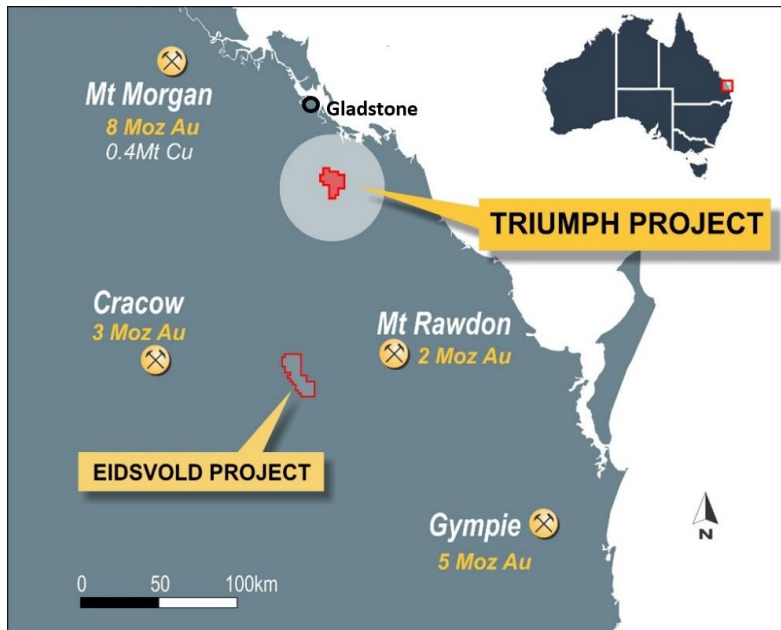 Mt Morgan
8 Moz Au
0.4Mt Cu
Gladstone
TRIUMPH PROJECT
Cracow
3 Moz Au
Mt Rawdon
2 Moz Au
EIDSVOLD PROJECT
Gympie
5 Moz Au
N
0 50 100km